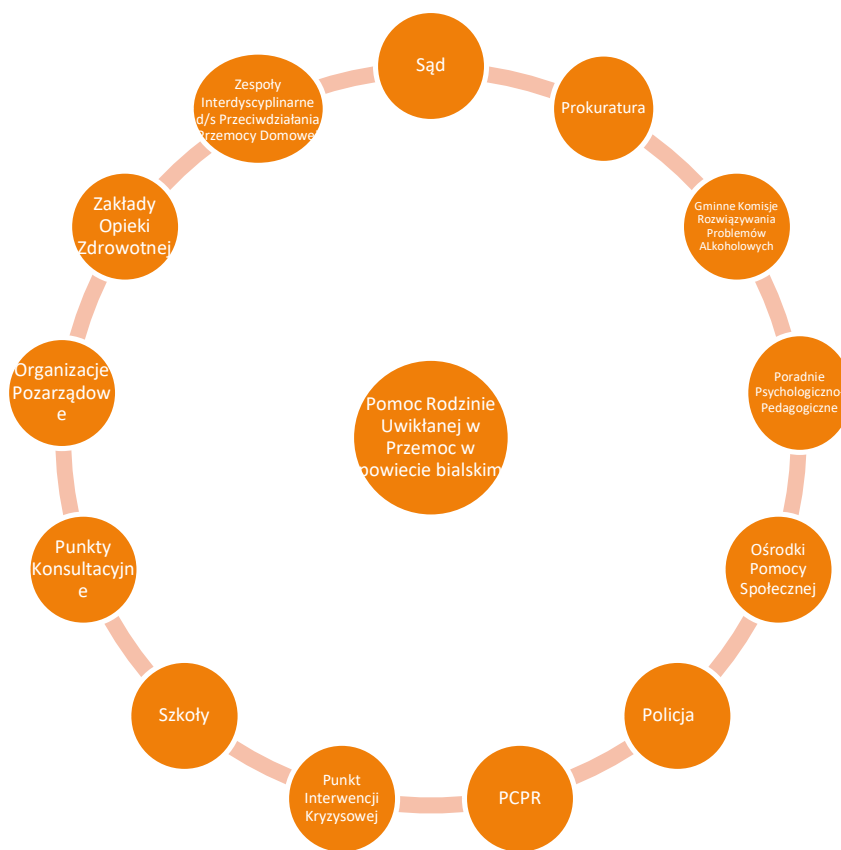 Sąd
Prokuratura
Gminne Komisje
Rozwiązywania
Problemów
ALkoholowych
Poradnie
Psychologiczno-
Pedagogiczne
Ośrodki
Pomocy
Społecznej
Policja
PCPR
Punkt
Interwencji
Kryzysowej
Szkoły
Punkty
Konsultacyjn
e
Organizacje
Pozarządow
e
Zakłady
Opieki
Zdrowotnej
Zespoły
Interdyscyplinarne
d/s Przeciwdziałania
Przemocy Domowej
Pomoc Rodzinie
Uwikłanej w
Przemoc w
powiecie bialskim